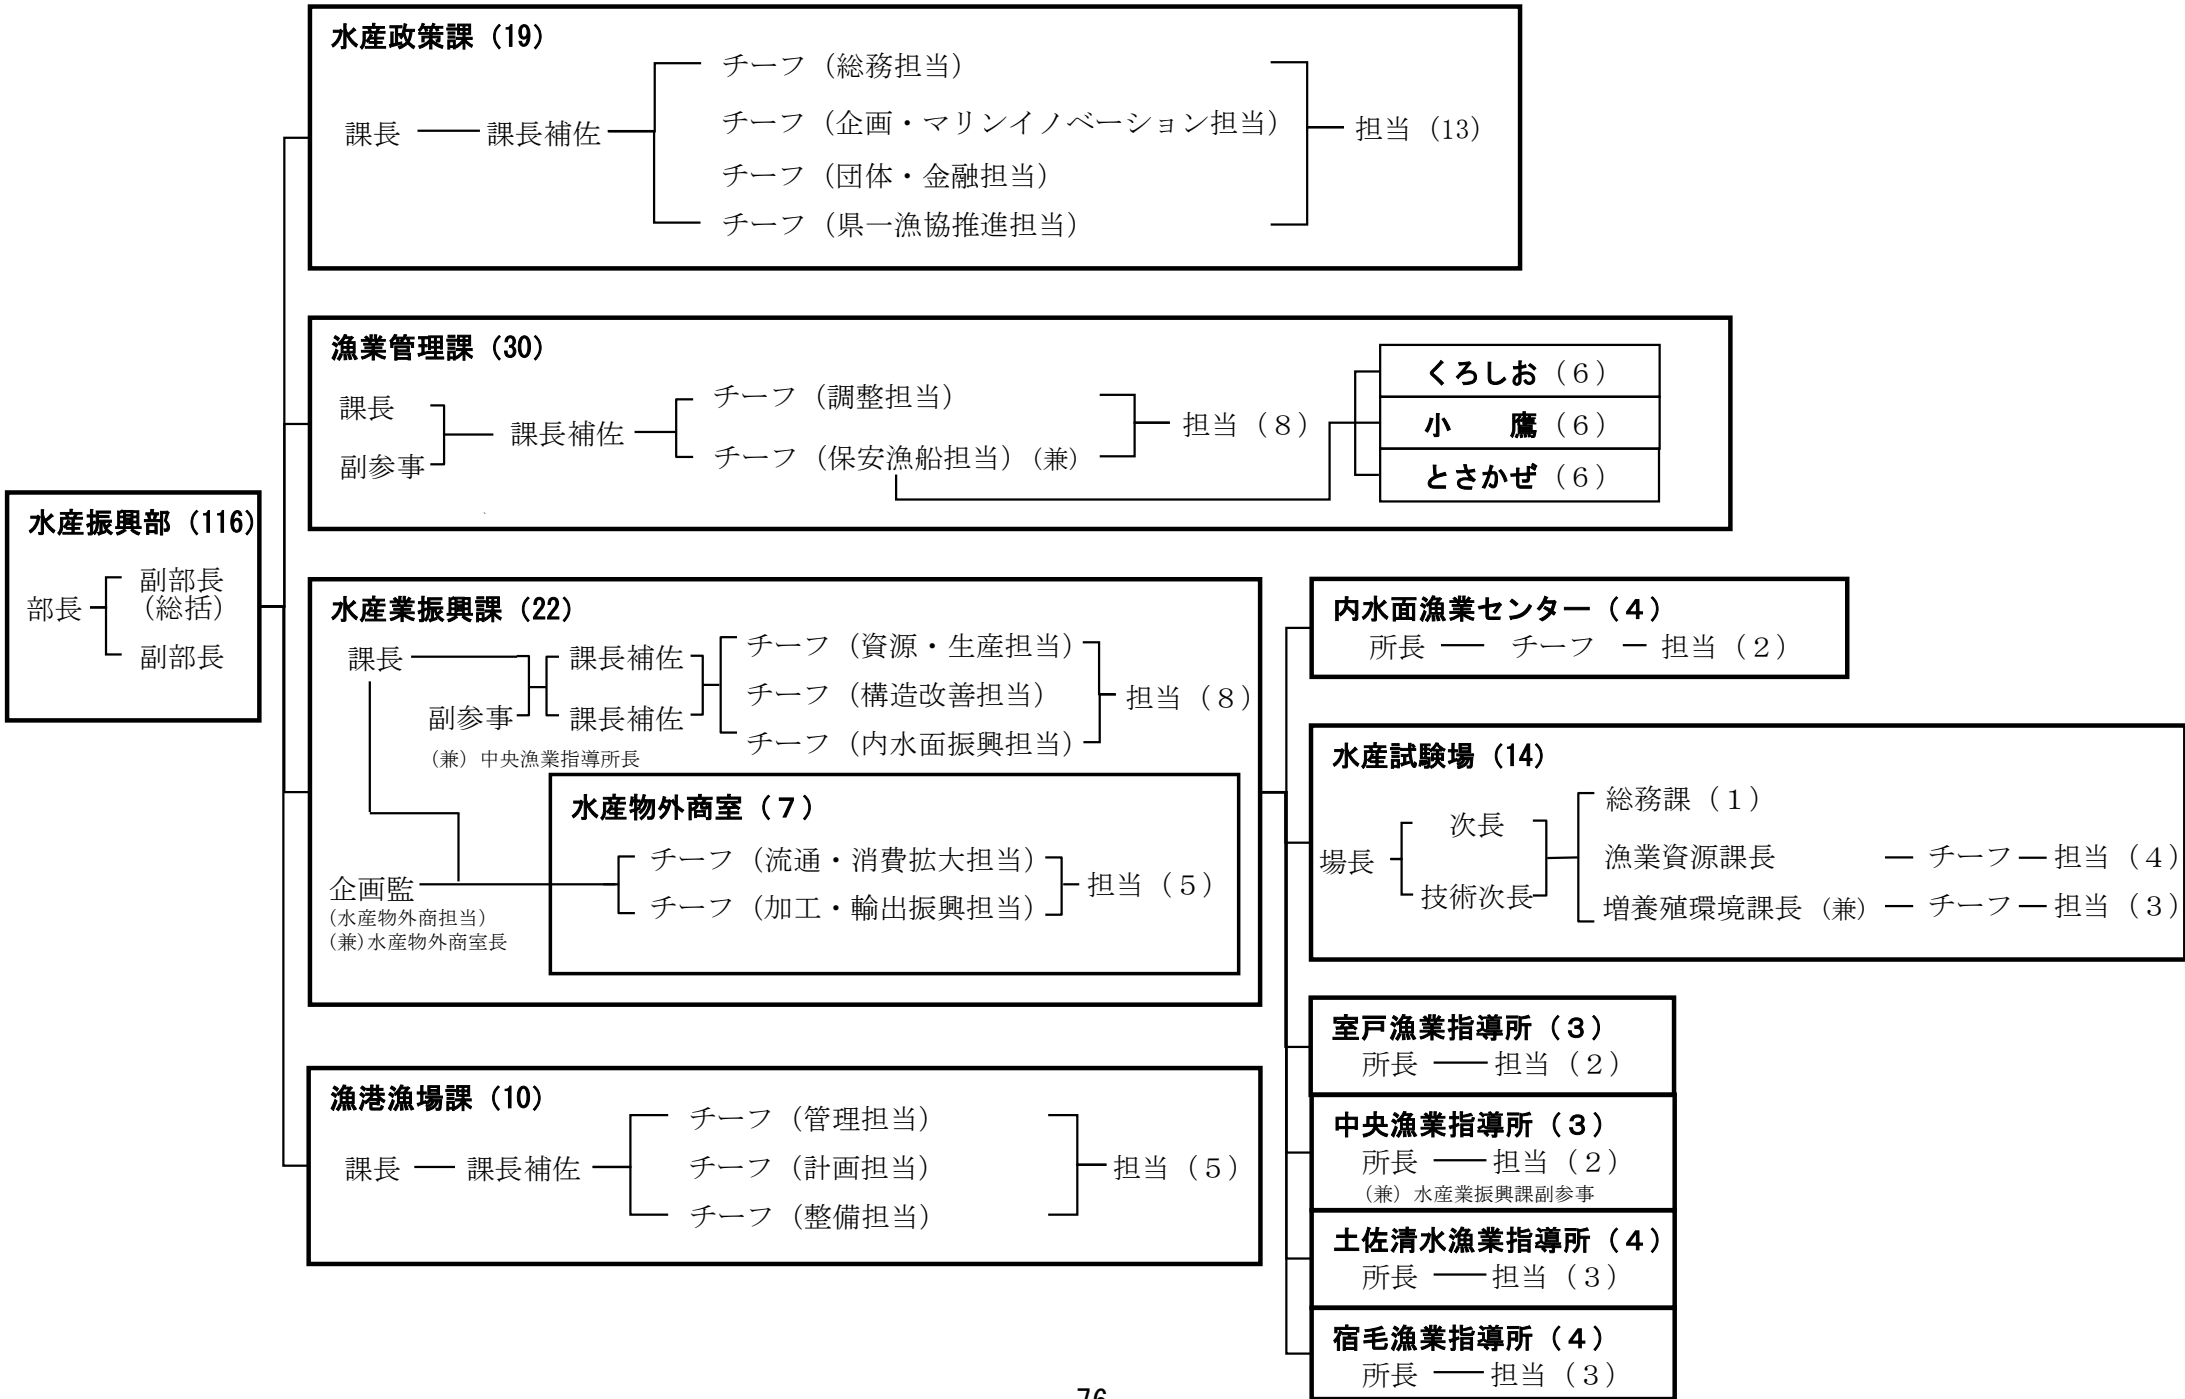 水産振興部（116）
部長
副部長
（総括）
副部長
水産政策課（19）
課長
課長補佐
チーフ（総務担当）
チーフ（企画・マリンイノベーション担当）
チーフ（団体・金融担当）
チーフ（県一漁協推進担当）
担当（13）
漁業管理課（30）
課長
副参事
課長補佐
チーフ（調整担当）
チーフ（保安漁船担当）（兼）
担当（８）
くろしお（６）
小　　鷹（６）
とさかぜ（６）
水産業振興課（22）
課長
副参事
（兼）中央漁業指導所長
課長補佐
課長補佐
チーフ（資源・生産担当）
チーフ（構造改善担当）
チーフ（内水面振興担当）
担当（８）
企画監
（水産物外商担当）
（兼）水産物外商室長
水産物外商室（７）
チーフ（流通・消費拡大担当）
チーフ（加工・輸出振興担当）
担当（５）
漁港漁場課（10）
課長
課長補佐
チーフ（管理担当）
チーフ（計画担当）
チーフ（整備担当）
担当（５）
内水面漁業センター（４）
所長　チーフ　担当（２）
水産試験場（14）
場長
次長
技術次長
総務課（１）
漁業資源課長　チーフ　担当（４）
増養殖環境課長（兼）　チーフ　担当（３）
室戸漁業指導所（３）
所長　担当（２）
中央漁業指導所（３）
所長　担当（２）
（兼）水産業振興課副参事
土佐清水漁業指導所（４）
所長　担当（３）
宿毛漁業指導所（４）
所長　担当（３）
76